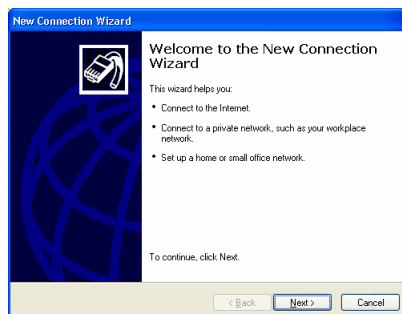 New Connection Wizard
Welcome to the New Connection
Wizard
This wizard helps you:
• Connect to the Internet.
• Connect to a private network, such as your workplace
network.
• Set up a home or small office network.
To continue, click Next.
< Back
Next >
Cancel